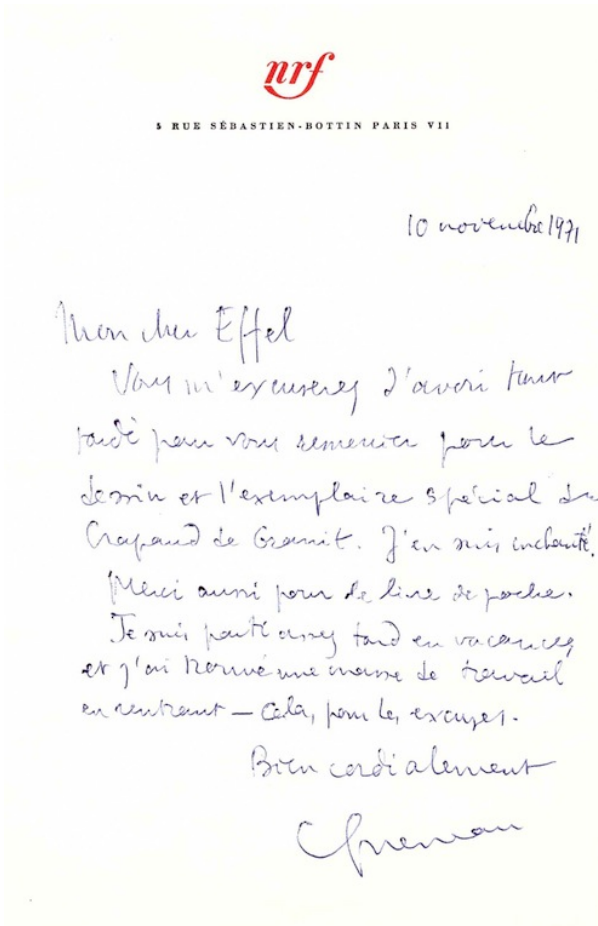 nrf
5 RUE SÉBASTIEN-BOTTIN PARIS VII
10 novembre 1971
Mon cher Effel
Vous m'excuserez d'avoir tant
tardé pour vous remercier pour le
dessin et l'exemplaire spécial du
Crapaud de Granit. J'en suis enchanté.
Merci aussi pour le livre de poche.
Je suis parti assez tard en vacances
et j'ai trouvé une masse de travail
en rentrant — Cela, pour les excuses.
Bien cordialement
Queneau